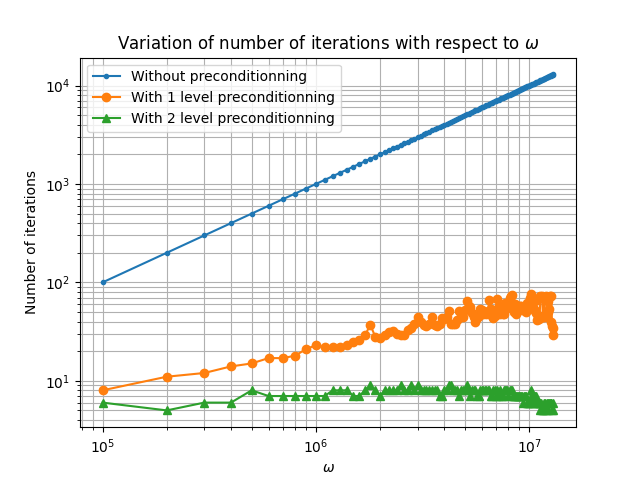 Variation of number of iterations with respect to ω
Without preconditionning
With 1 level preconditionning
With 2 level preconditionning
Number of iterations
10⁴
10³
10²
10¹
10⁵ 10⁶ 10⁷
ω